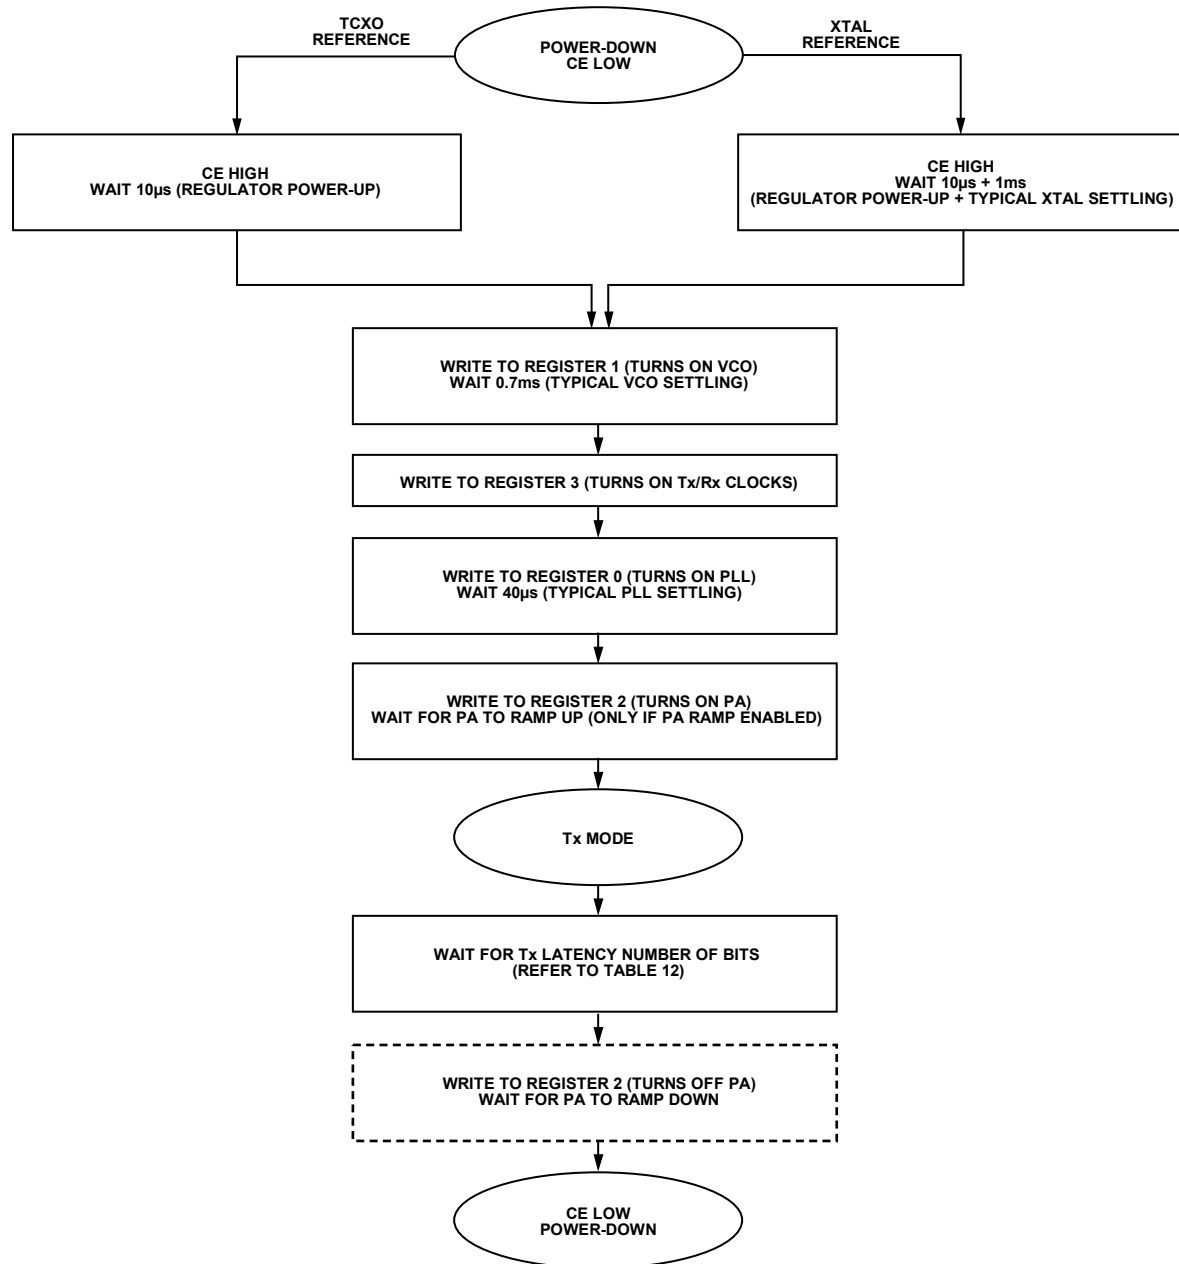 TCXO
REFERENCE
POWER-DOWN
CE LOW
XTAL
REFERENCE
CE HIGH
WAIT 10µs (REGULATOR POWER-UP)
CE HIGH
WAIT 10µs + 1ms
(REGULATOR POWER-UP + TYPICAL XTAL SETTLING)
WRITE TO REGISTER 1 (TURNS ON VCO)
WAIT 0.7ms (TYPICAL VCO SETTLING)
WRITE TO REGISTER 3 (TURNS ON Tx/Rx CLOCKS)
WRITE TO REGISTER 0 (TURNS ON PLL)
WAIT 40µs (TYPICAL PLL SETTLING)
WRITE TO REGISTER 2 (TURNS ON PA)
WAIT FOR PA TO RAMP UP (ONLY IF PA RAMP ENABLED)
Tx MODE
WAIT FOR Tx LATENCY NUMBER OF BITS
(REFER TO TABLE 12)
WRITE TO REGISTER 2 (TURNS OFF PA)
WAIT FOR PA TO RAMP DOWN
CE LOW
POWER-DOWN